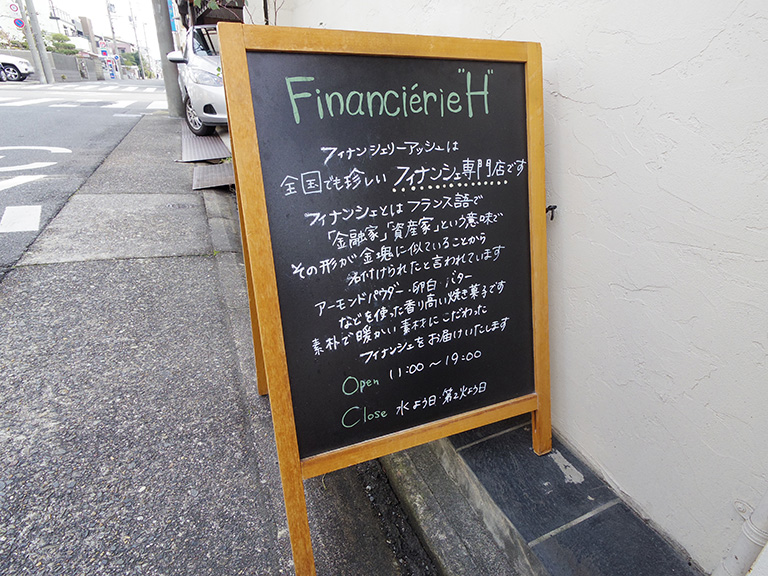 Financiérie"H"
フィナンシェリーアッシュは
全国でも珍しい フィナンシェ専門店です
フィナンシェとはフランス語で
「金融家」「資産家」という意味で
その形が金塊に似ていることから
名付けられたと言われています
アーモンドパウダー・卵白・バター
などを使った香り高い焼き菓子です
素朴で暖かい素材にこだわった
フィナンシェをお届けいたします
Open 11:00〜19:00
Close 水よう日・第2火よう日